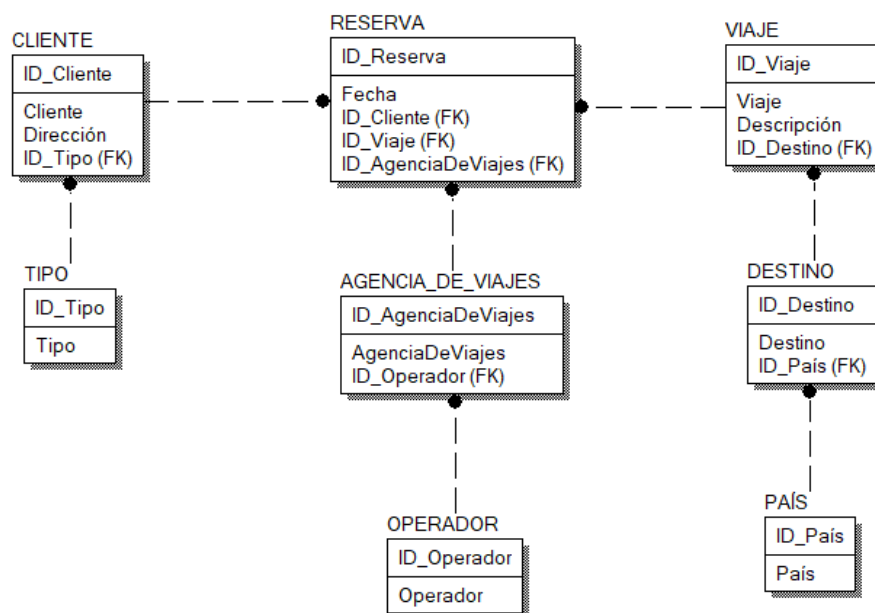 CLIENTE
ID_Cliente
Cliente
Dirección
ID_Tipo (FK)
RESERVA
ID_Reserva
Fecha
ID_Cliente (FK)
ID_Viaje (FK)
ID_AgenciaDeViajes (FK)
VIAJE
ID_Viaje
Viaje
Descripción
ID_Destino (FK)
TIPO
ID_Tipo
Tipo
AGENCIA_DE_VIAJES
ID_AgenciaDeViajes
AgenciaDeViajes
ID_Operador (FK)
DESTINO
ID_Destino
Destino
ID_País (FK)
OPERADOR
ID_Operador
Operador
PAÍS
ID_País
País